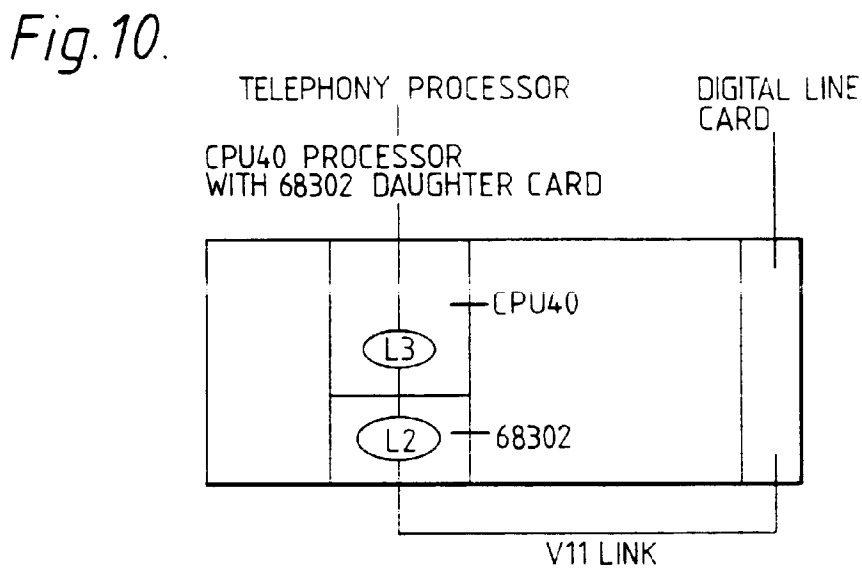 Fig.10.
TELEPHONY PROCESSOR
DIGITAL LINE
CARD
CPU40 PROCESSOR
WITH 68302 DAUGHTER CARD
CPU40
L3
L2
68302
V11 LINK